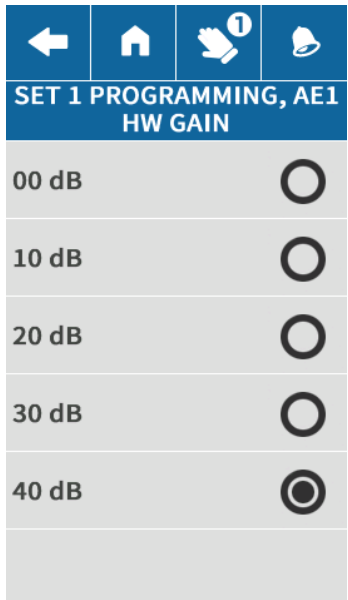 1
SET 1 PROGRAMMING, AE1
HW GAIN
00 dB
10 dB
20 dB
30 dB
40 dB